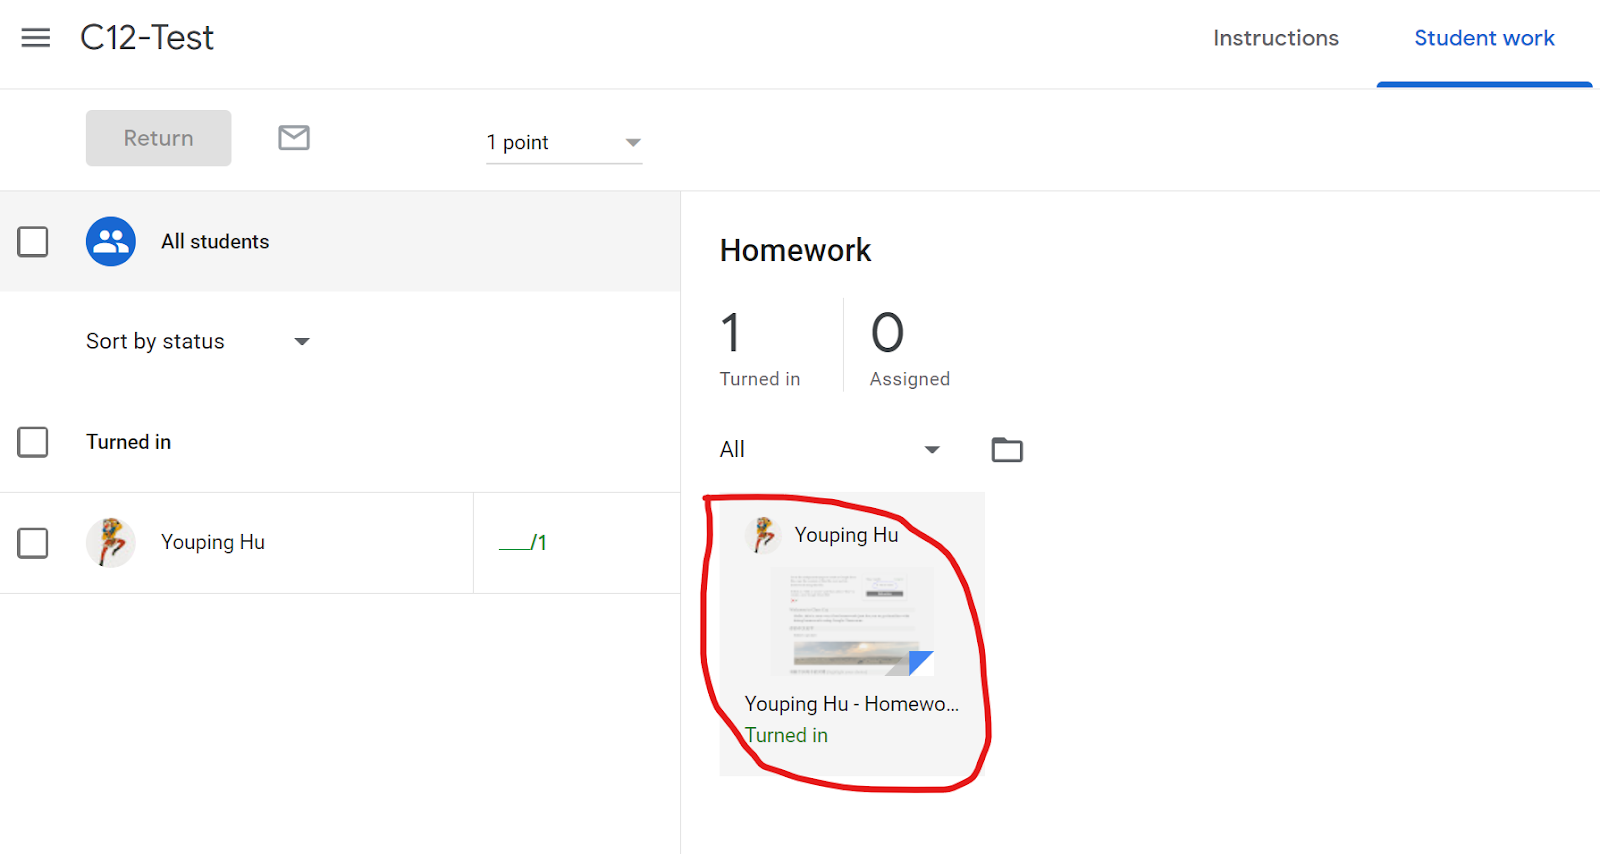 C12-Test
Instructions
Student work
Return
1 point
All students
Sort by status
Turned in
Youping Hu
___/1
Homework
1
Turned in
0
Assigned
All
Youping Hu
Youping Hu - Homewo...
Turned in